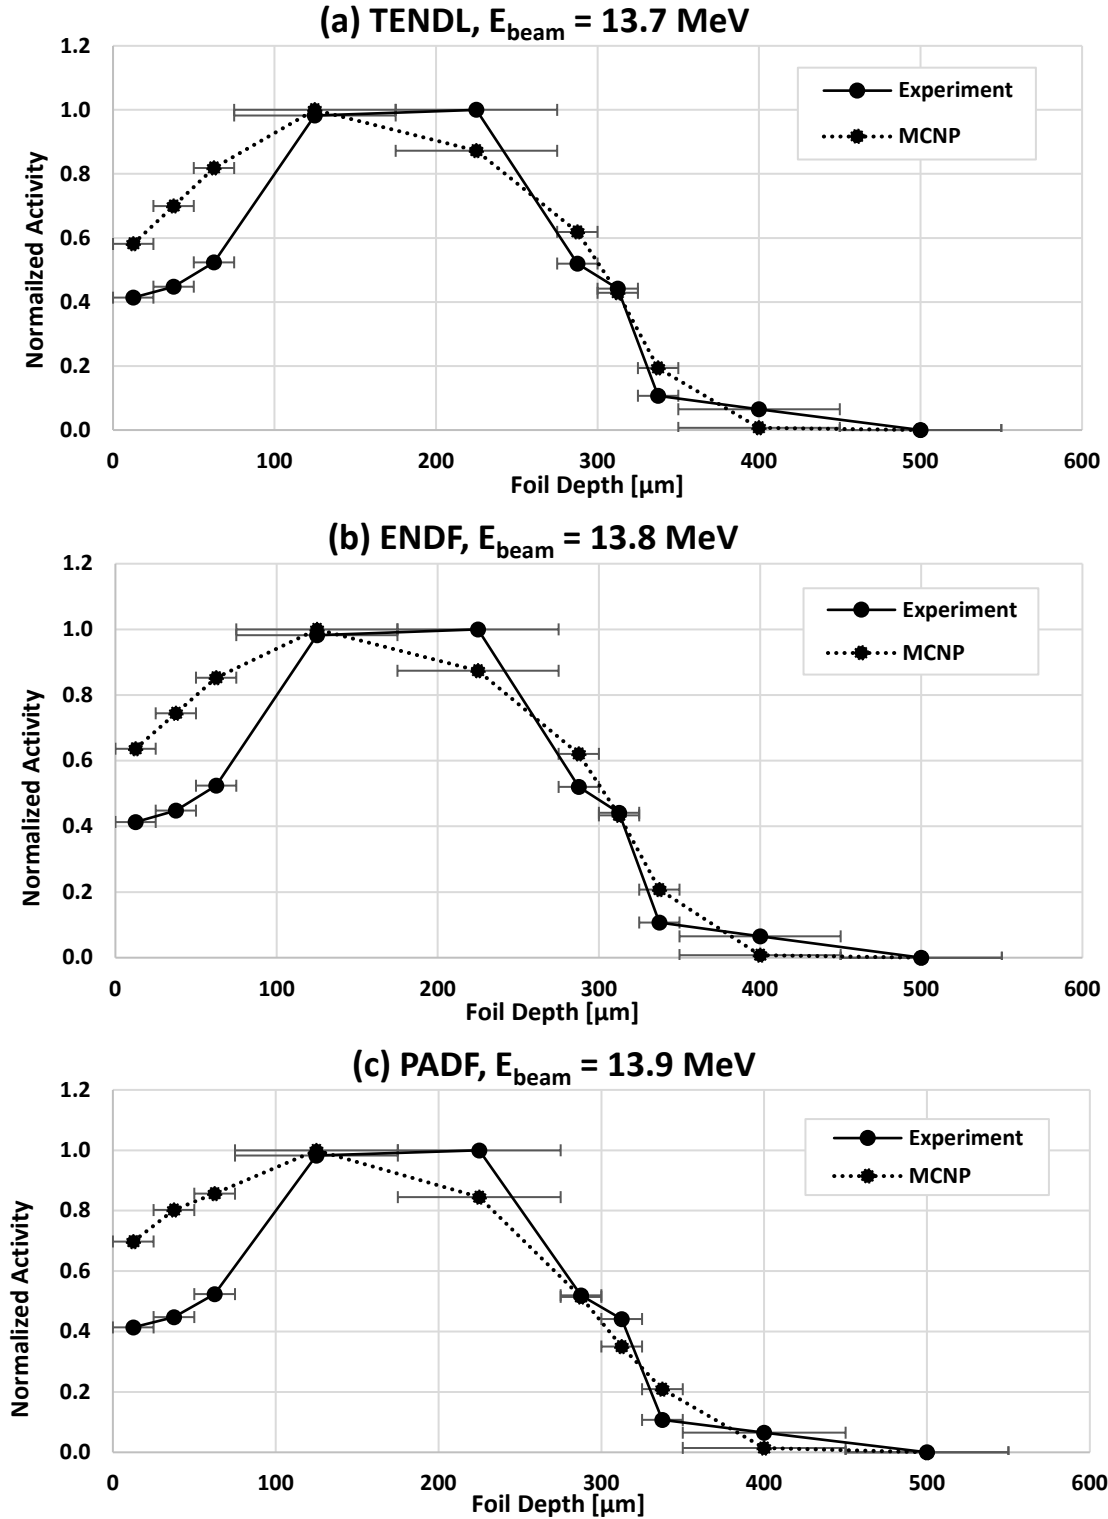 (a) TENDL, Ebeam = 13.7 MeV
1.2
1.0
0.8
0.6
0.4
0.2
0.0
Normailzed Activity
Experiment
MCNP
0 100 200 300 400 500 600
Foil Depth [µm]
(b) ENDF, Ebeam = 13.8 MeV
1.2
1.0
0.8
0.6
0.4
0.2
0.0
Normalized Activity
Experiment
MCNP
0 100 200 300 400 500 600
Foil Depth [µm]
(c) PADF, Ebeam = 13.9 MeV
1.2
1.0
0.8
0.6
0.4
0.2
0.0
Normalized Activity
Experiment
MCNP
0 100 200 300 400 500 600
Foil Depth [µm]